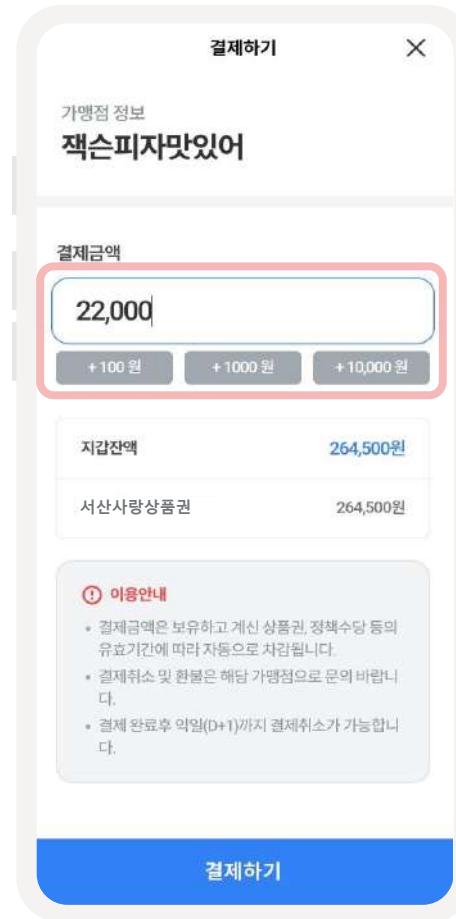 결제하기
가맹점 정보
잭슨피자맛있어
결제금액
22,000
+100 원 +1000 원 +10,000 원
지갑잔액 264,500원
서산사랑상품권 264,500원
이용안내
• 결제금액은 보유하고 계신 상품권, 정책수당 등의
유효기간에 따라 자동으로 차감됩니다.
• 결제취소 및 환불은 해당 가맹점으로 문의 바랍니
다.
• 결제 완료후 익일(D+1)까지 결제취소가 가능합니
다.
결제하기